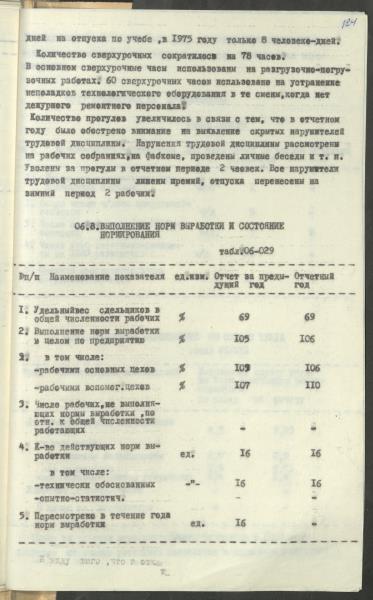 124
дней на отпуска по учебе ,в 1975 году только 8 человеко-дней.
Количество сверхурочных сократилось на 78 часов.
В основном сверхурочные часы использованы на разгрузочно-погру-
зочных работах. 60 сверхурочных часов использовано на устранение
неполадков технологического оборудования в те смены,когда нет
дежурного ремонтного персонала.
Количество прогулов увеличилось в связи с тем, что в отчетном
году было обострено внимание на выявление скрытых нарушителей
трудовой дисциплины. Нарушения трудовой дисциплины рассмотрены
на рабочих собраниях,на фабкоме, проведены личные беседы и т. п.
Уволены за прогулы в отчетном периоде 2 человек. Все нарушители
трудовой дисциплины лишены премий, отпуска перенесены на
зимний период 2 рабочим.
06.8.ВЫПОЛНЕНИЕ НОРМ ВЫРАБОТКИ И СОСТОЯНИЕ
НОРМИРОВАНИЯ
табл.06-029
№п/п Наименование показателя ед.изм. Отчет за преды- Отчетный
дущий год год
1. Удельныйвес сдельщиков в
общей численности рабочих % 69 69
2. Выполнение норм выработки
в целом по предприятию % 105 106
2. в том числе:
-рабочими основных цехов % 105 106
-рабочими вспомог.цехов % 107 110
3. Число рабочих,не выполня-
ющих нормы выработки ,по
отн. к общей численности
работающих - -
4. К-во действующих норм вы-
работки ед. 16 16
в том числе:
-технически обоснованных -"- 16 16
-опытно-статистич. - -
5. Пересмотрено в течение года
норм выработки ед. 16 -